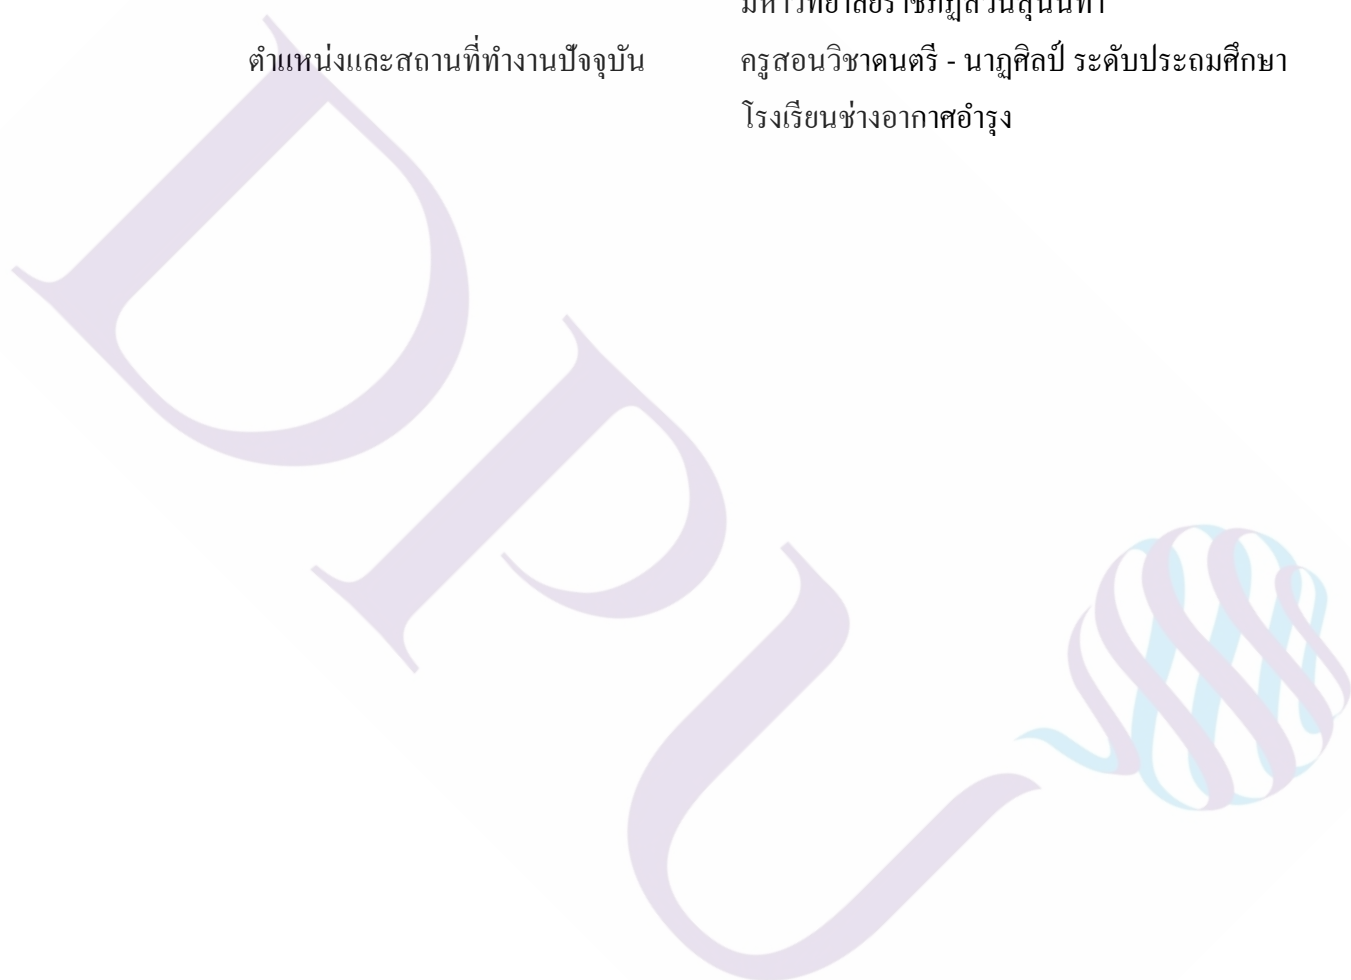 มหาวิทยาลัยราชภัฏสวนสุนันทา
ตำแหน่งและสถานที่ทำงานปัจจุบัน ครูสอนวิชาดนตรี - นาฏศิลป์ ระดับประถมศึกษา
โรงเรียนช่างอากาศอำรุง
DPU